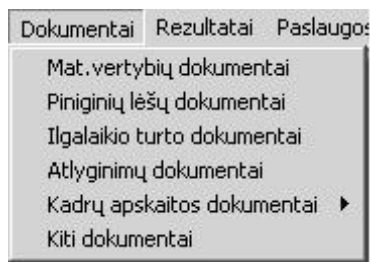 Dokumentai Rezultatai Paslaugos
Mat.vertybių dokumentai
Piniginių lėšų dokumentai
Ilgalaikio turto dokumentai
Atlyginimų dokumentai
Kadrų apskaitos dokumentai
Kiti dokumentai